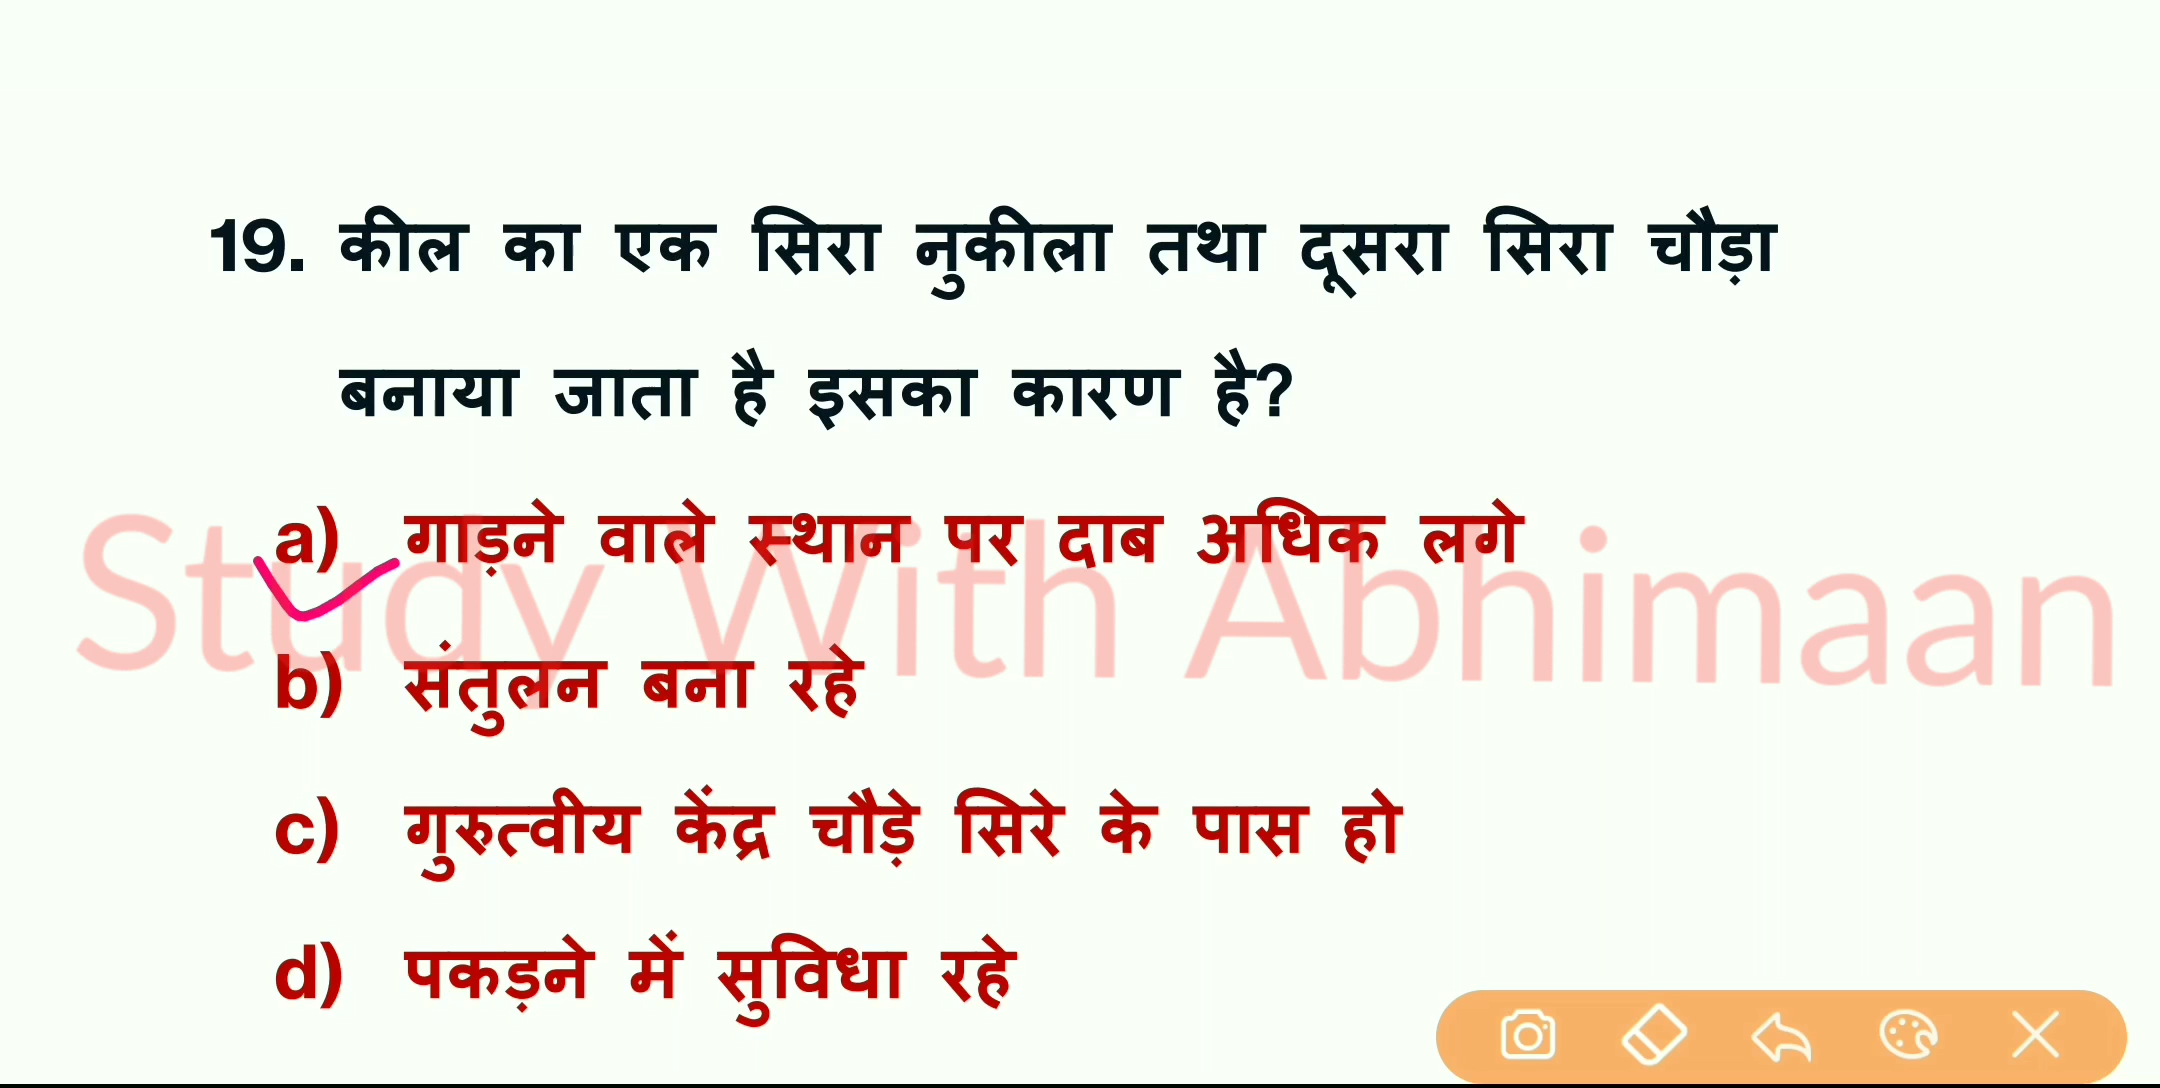 19. कील का एक सिरा नुकीला तथा दूसरा सिरा चौड़ा
बनाया जाता है इसका कारण है?
a) गाड़ने वाले स्थान पर दाब अधिक लगे
Study With Abhimaan
b) संतुलन बना रहे
c) गुरुत्वीय केंद्र चौड़े सिरे के पास हो
d) पकड़ने में सुविधा रहे